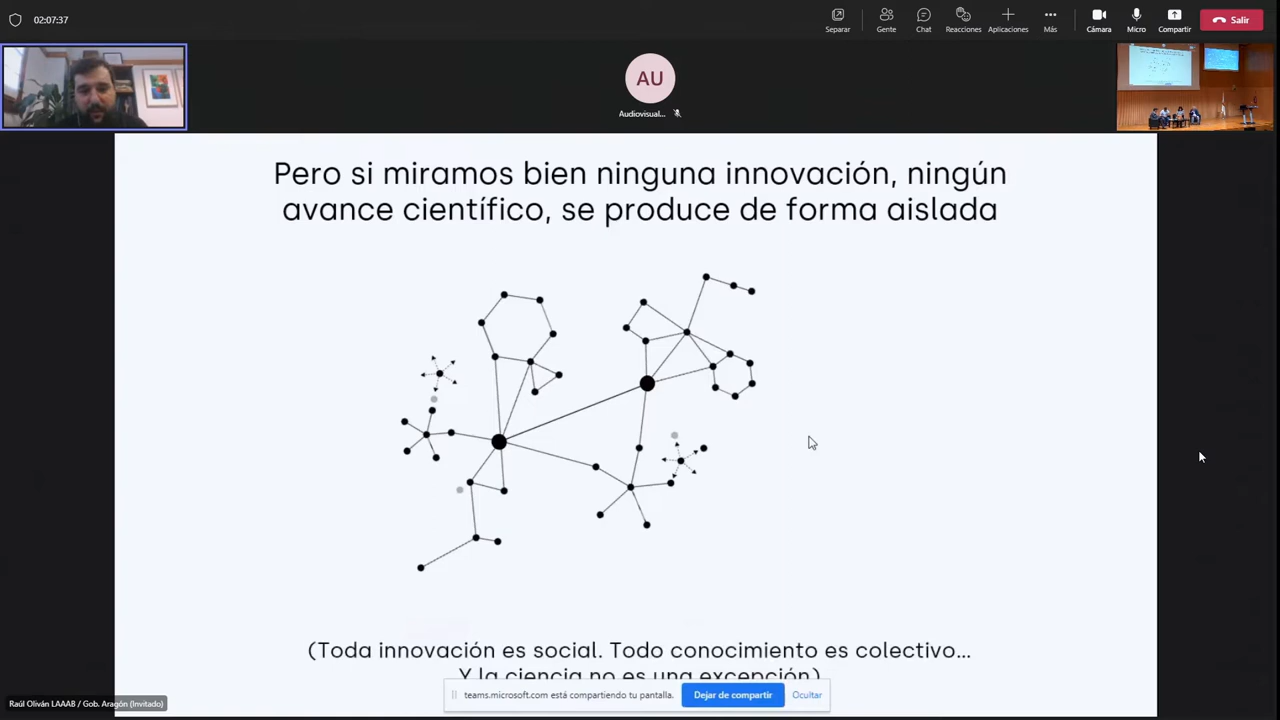 02:07:37
Separar
Gente
Chat
Reacciones
Aplicaciones
Más
Cámara
Micro
Compartir
Salir
AU
Audiovisual...
Pero si miramos bien ninguna innovación, ningún
avance científico, se produce de forma aislada
(Toda innovación es social. Todo conocimiento es colectivo...
Y la ciencia no es una excepción)
teams.microsoft.com está compartiendo tu pantalla.
Dejar de compartir
Ocultar
Raúl Oliván LAAAB / Gob. Aragón (Invitado)